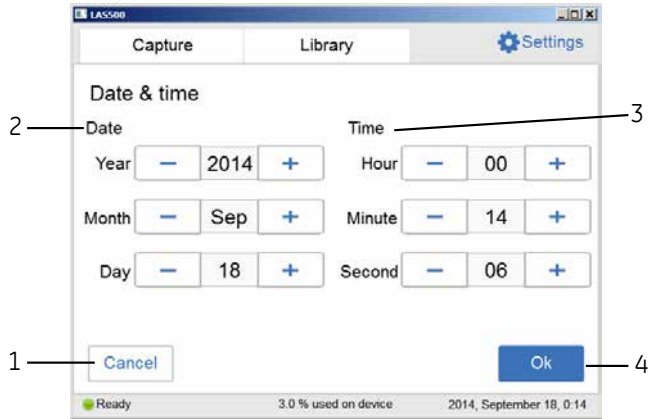 LAS500
Capture Library Settings
Date & time
2 Date Time 3
Year − 2014 + Hour − 00 +
Month − Sep + Minute − 14 +
Day − 18 + Second − 06 +
1 Cancel Ok 4
Ready 3.0 % used on device 2014, September 18, 0:14